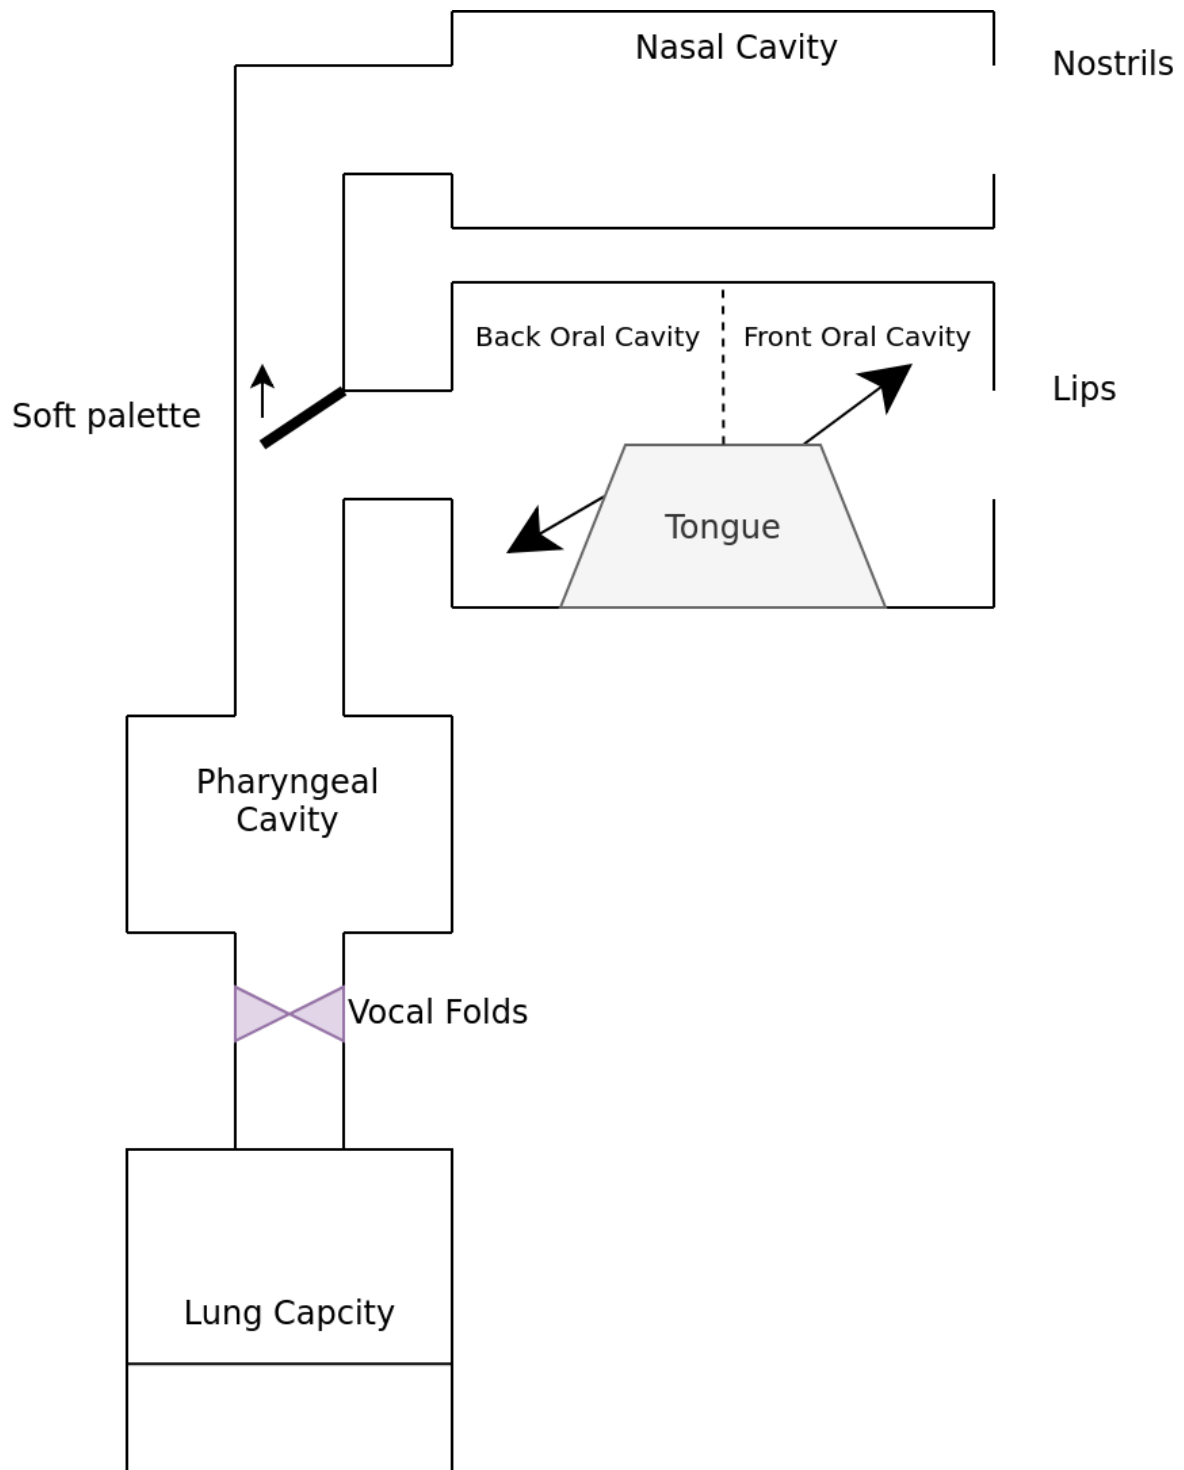 Nasal Cavity
Nostrils
Back Oral Cavity
Front Oral Cavity
Lips
Soft palette
Tongue
Pharyngeal
Cavity
Vocal Folds
Lung Capcity